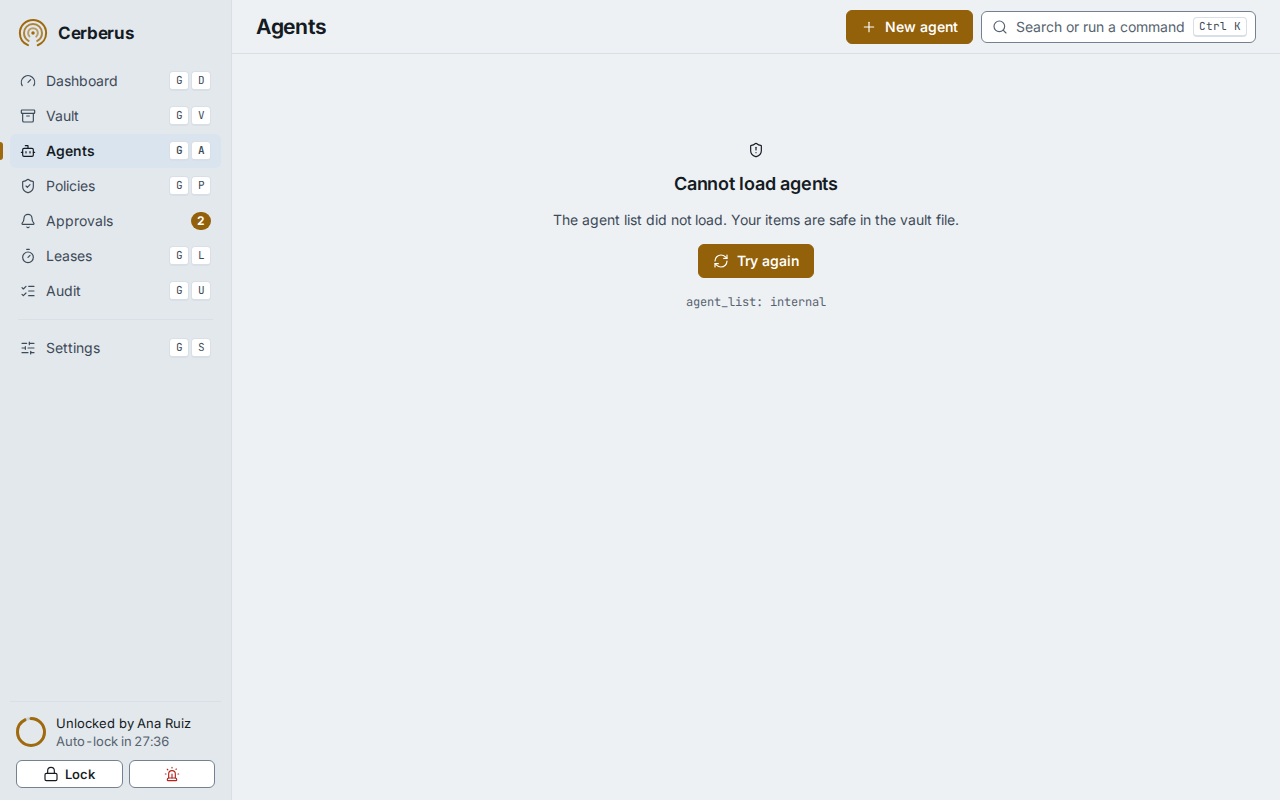 Cerberus
Dashboard G D
Vault G V
Agents G A
Policies G P
Approvals 2
Leases G L
Audit G U
Settings G S
Unlocked by Ana Ruiz
Auto-lock in 27:36
Lock
Agents
New agent
Search or run a command Ctrl K
Cannot load agents
The agent list did not load. Your items are safe in the vault file.
Try again
agent_list: internal